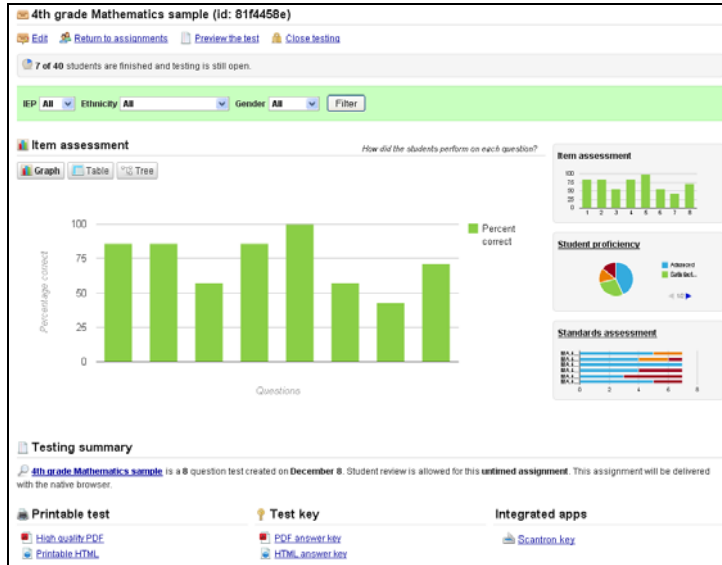 4th grade Mathematics sample (id: 81f4458e)
Edit Return to assignments Preview the test Close testing
7 of 40 students are finished and testing is still open.
IEP All Ethnicity All Gender All Filter
Item assessment
How did the students perform on each question?
Graph Table Tree
100
75
50
25
0
Percentage correct
Questions
Percent
correct
Item assessment
100
75
50
25
0
1 2 3 4 5 6 7 8
Student proficiency
Advanced
1/2
Standards assessment
0 2 4 6 8
Testing summary
4th grade Mathematics sample is a 8 question test created on December 8. Student review is allowed for this untimed assignment. This assignment will be delivered
with the native browser.
Printable test
High quality PDF
Printable HTML
Test key
PDF answer key
HTML answer key
Integrated apps
Scantron key